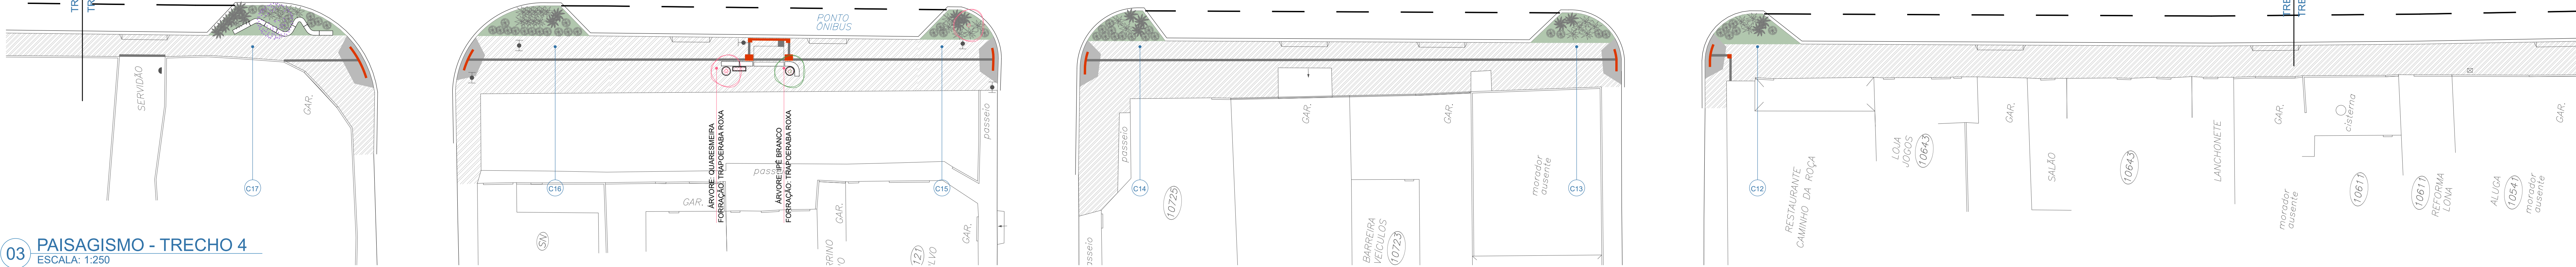 SERVIDÃO
GAR.
C17
PONTO
ÔNIBUS
C16
ÁRVORE: QUARESMEIRA
FORRAÇÃO: TRAPOERABA ROXA
ÁRVORE: IPÊ BRANCO
FORRAÇÃO: TRAPOERABA ROXA
GAR.
GAR.
C15
passeio
GAR.
SN
121
passeio
C14
10725
GAR.
BARREIRA
VEÍCULOS
10723
GAR.
morador
ausente
C13
C12
RESTAURANTE
CAMINHO DA ROÇA
LOJA
JOGOS
10643
GAR.
SALÃO
10643
LANCHONETE
GAR.
morador
ausente
cisterna
10611
10611
REFORMA
LONA
ALUGA
10541
morador
ausente
GAR.
03
PAISAGISMO - TRECHO 4
ESCALA: 1:250